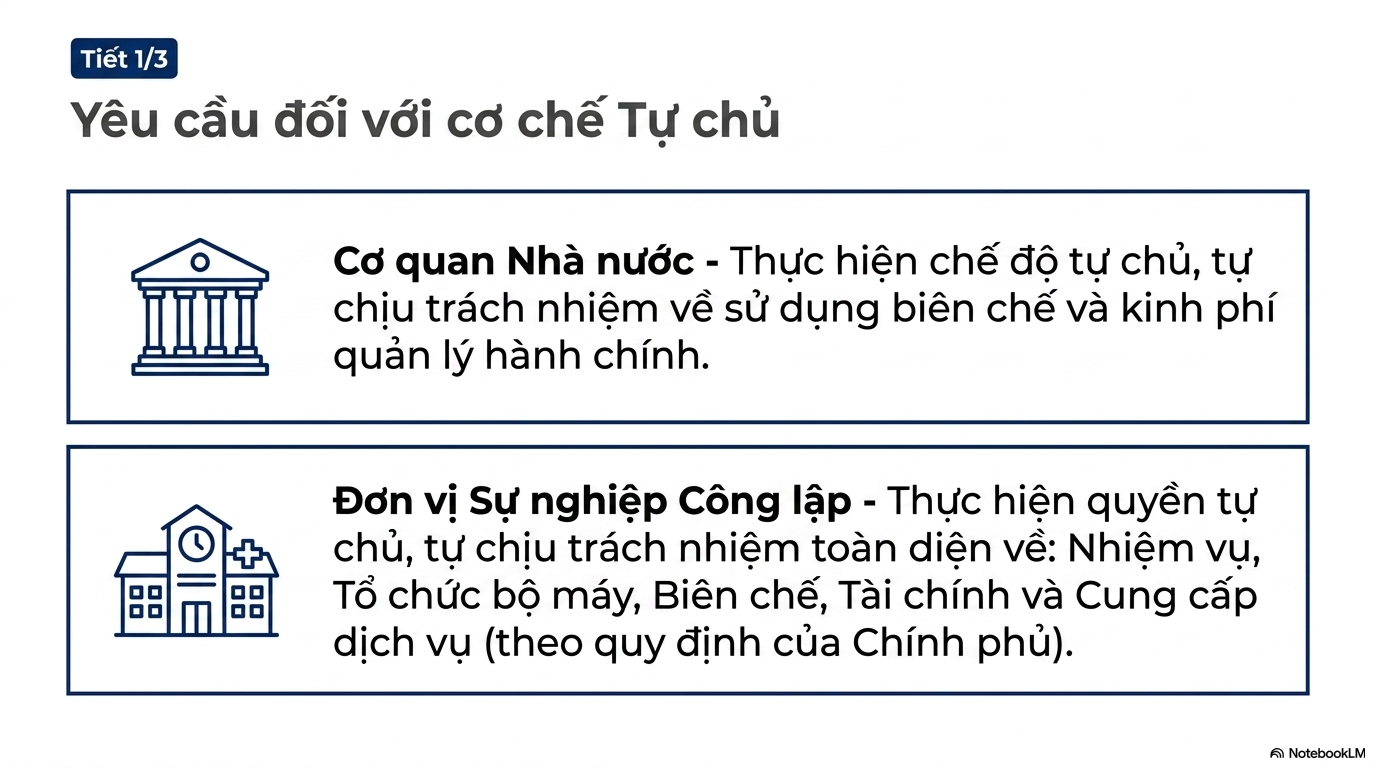 Tiết 1/3
Yêu cầu đối với cơ chế Tự chủ
Cơ quan Nhà nước - Thực hiện chế độ tự chủ, tự
chịu trách nhiệm về sử dụng biên chế và kinh phí
quản lý hành chính.
Đơn vị Sự nghiệp Công lập - Thực hiện quyền tự
chủ, tự chịu trách nhiệm toàn diện về: Nhiệm vụ,
Tổ chức bộ máy, Biên chế, Tài chính và Cung cấp
dịch vụ (theo quy định của Chính phủ).
NotebookLM